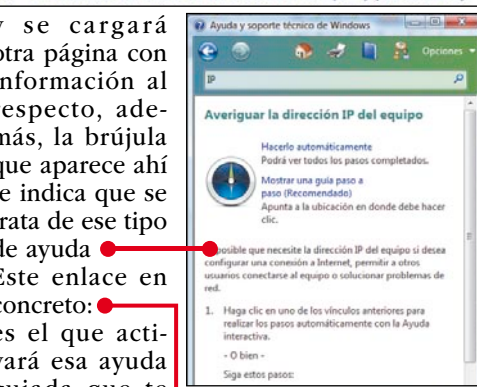 y se cargará
otra página con
información al
respecto, ade-
más, la brújula
que aparece ahí
te indica que se
trata de ese tipo
de ayuda
Este enlace en
concreto:
es el que acti-
vará esa ayuda
guiada que te
Ayuda y soporte técnico de Windows
Opciones
IP
Averiguar la dirección IP del equipo
Hacerlo automáticamente
Podrá ver todos los pasos completados.
Mostrar una guía paso a
paso (Recomendado)
Apunta a la ubicación en donde debe hacer
clic.
posible que necesite la dirección IP del equipo si desea
configurar una conexión a Internet, permitir a otros
usuarios conectarse al equipo o solucionar problemas de
red.
1. Haga clic en uno de los vínculos anteriores para
realizar los pasos automáticamente con la Ayuda
interactiva.
- O bien -
Siga estos pasos: